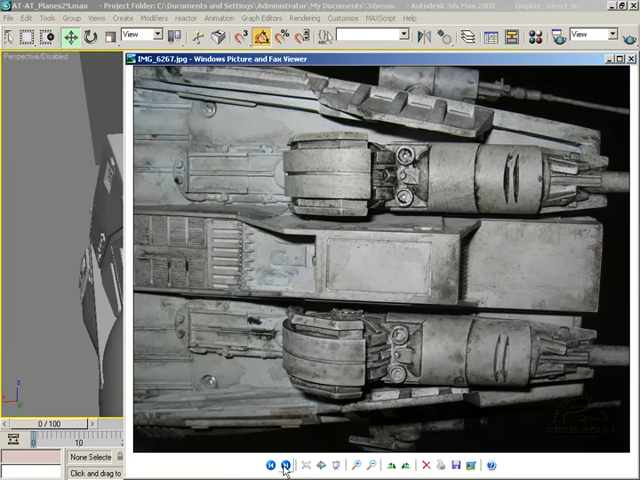 AT-AT_Planes29.max - Project Folder: C:\Documents and Settings\Administrator\My Documents\3dsmax - Autodesk 3ds Max 2008 - Display : Direct 3D
Edit Tools Group Views Create Modifiers reactor Animation Graph Editors Rendering Customize MAXScript Help
View
View
Perspective/Disabled
IMG_6267.jpg - Windows Picture and Fax Viewer
0 / 100
0 10
None Selecte
Click and drag to